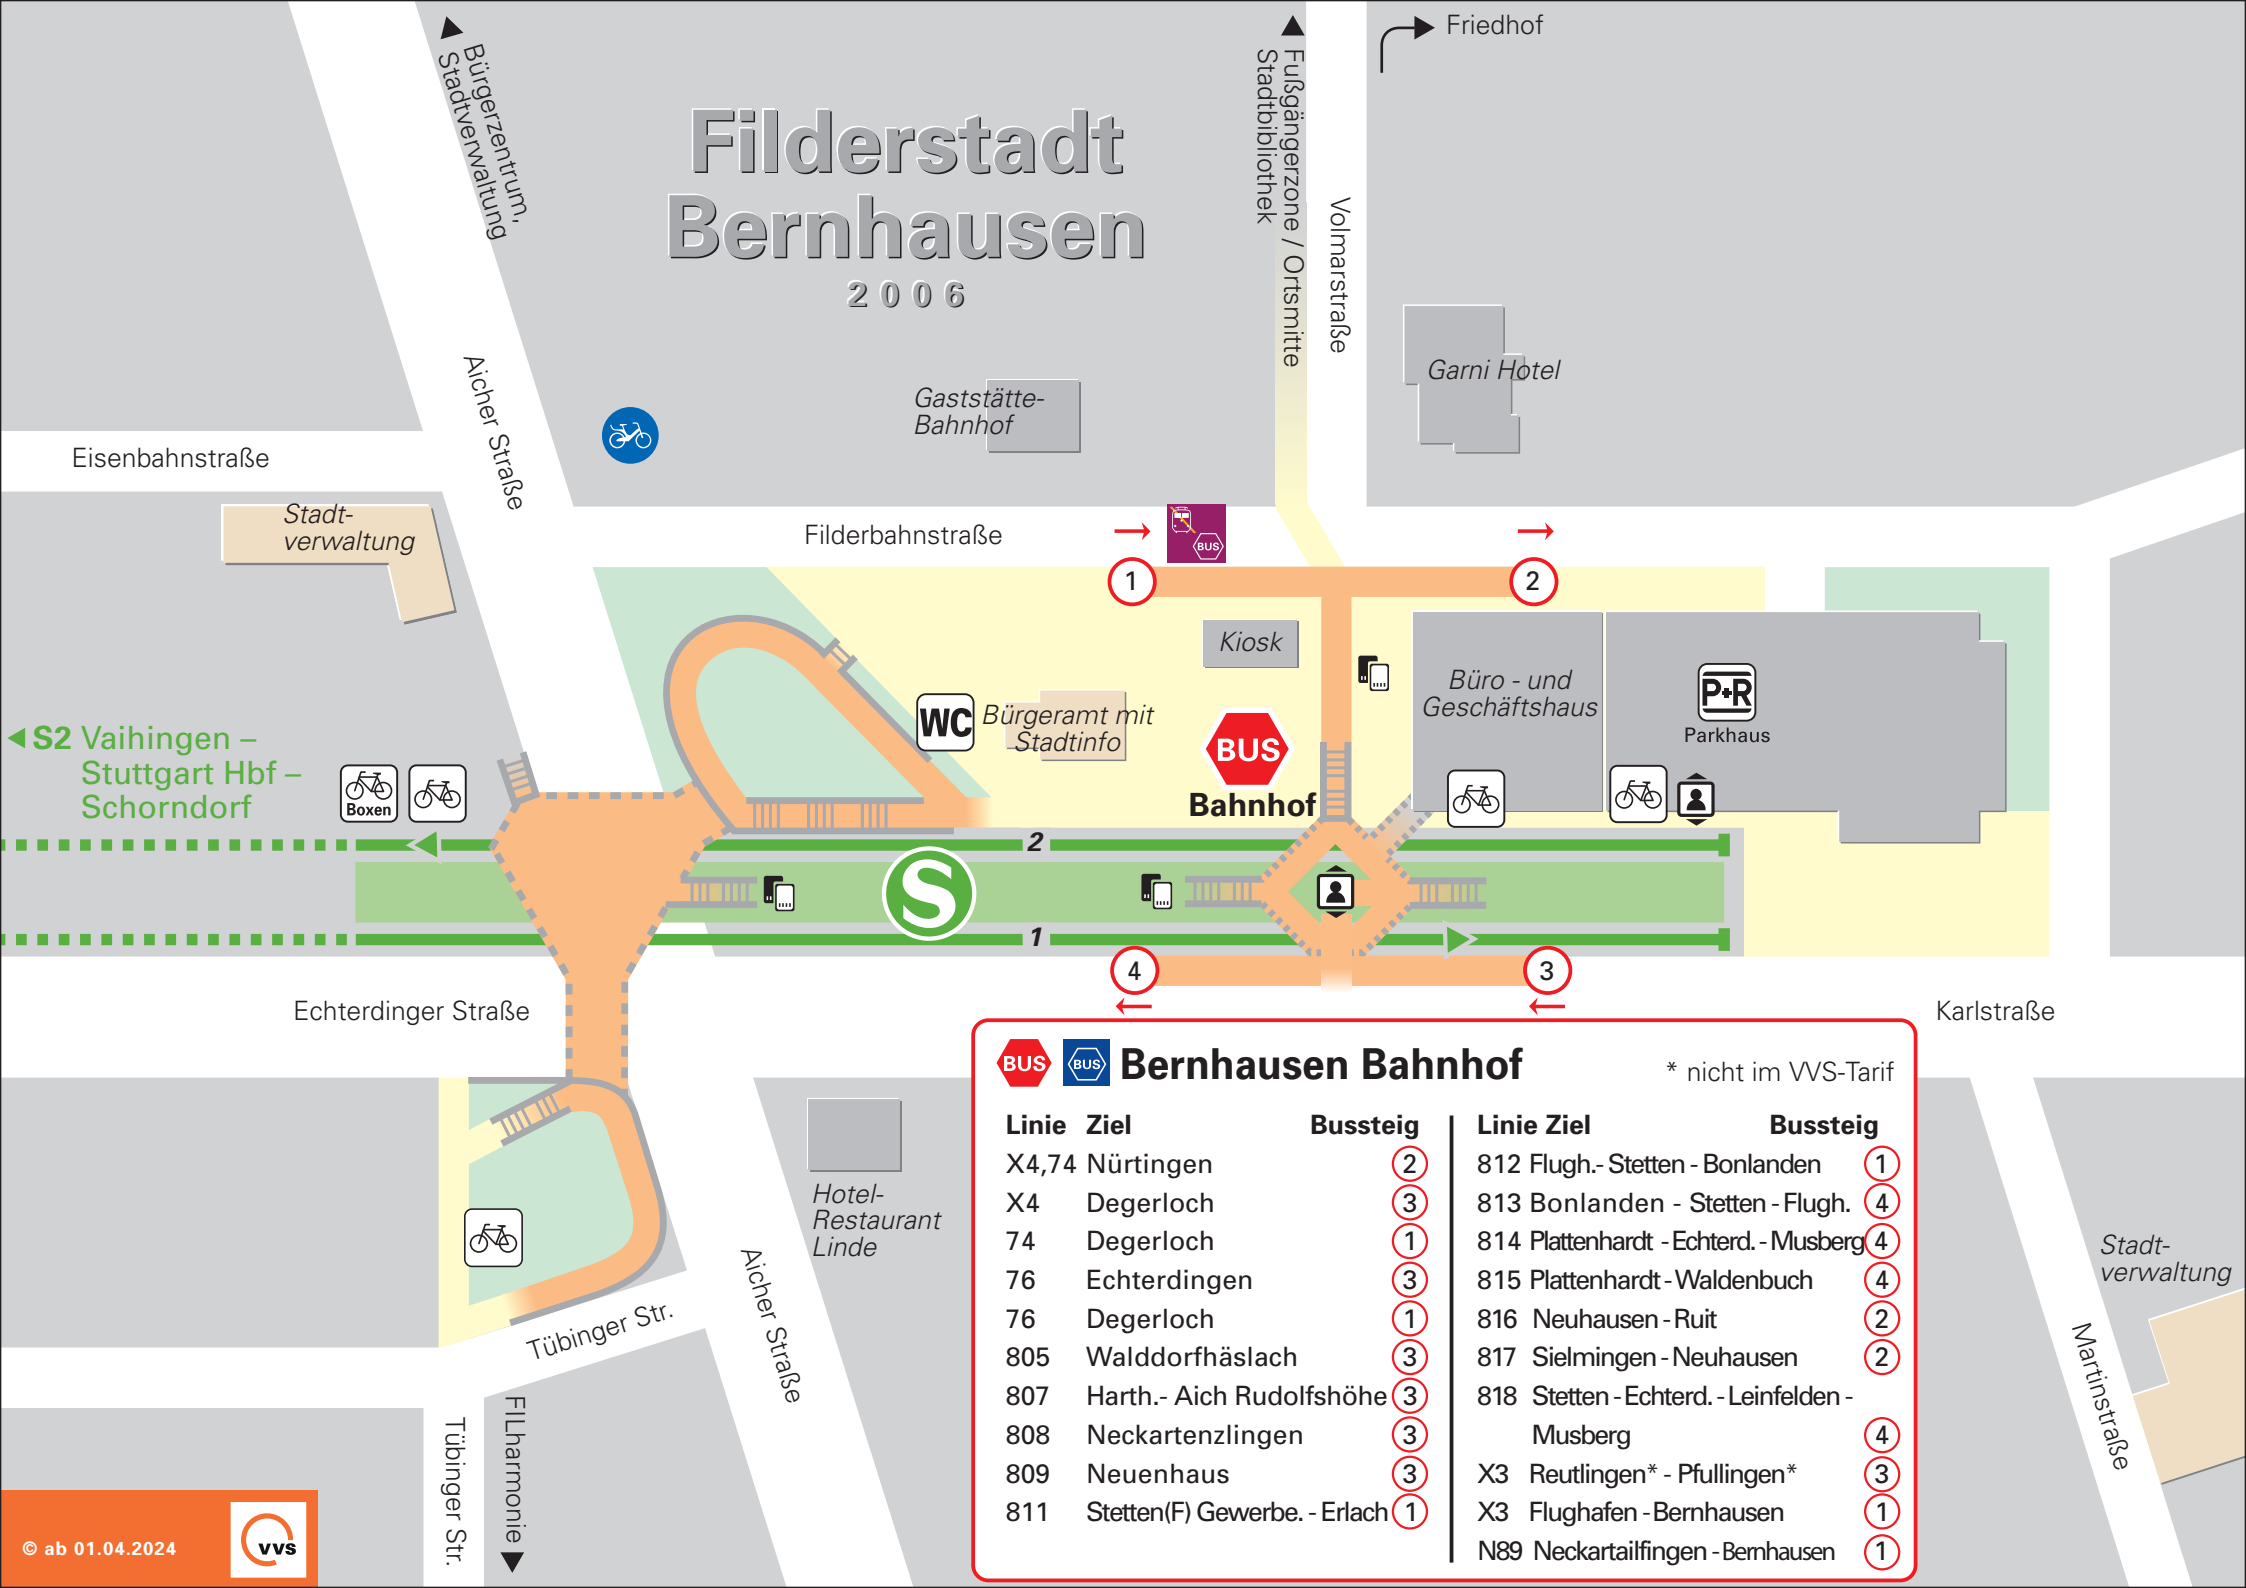 Bürgerzentrum,
Stadtverwaltung
Fußgängerzone / Ortsmitte
Stadtbibliothek
Friedhof
Filderstadt
Bernhausen
2006
Volmarstraße
Aicher Straße
Gaststätte-
Bahnhof
Garni Hotel
Eisenbahnstraße
Stadt-
verwaltung
Filderbahnstraße
BUS
1
2
Kiosk
Büro - und
Geschäftshaus
P+R
Parkhaus
WC
Bürgeramt mit
Stadtinfo
BUS
Bahnhof
S2 Vaihingen –
Stuttgart Hbf –
Schorndorf
Boxen
2
S
1
4
3
Echterdinger Straße
Karlstraße
BUS BUS Bernhausen Bahnhof
* nicht im VVS-Tarif
Linie Ziel Bussteig
X4,74 Nürtingen 2
X4 Degerloch 3
74 Degerloch 1
76 Echterdingen 3
76 Degerloch 1
805 Walddorfhäslach 3
807 Harth.- Aich Rudolfshöhe 3
808 Neckartenzlingen 3
809 Neuenhaus 3
811 Stetten(F) Gewerbe. - Erlach 1
Linie Ziel Bussteig
812 Flugh.- Stetten - Bonlanden 1
813 Bonlanden - Stetten - Flugh. 4
814 Plattenhardt - Echterd. - Musberg 4
815 Plattenhardt - Waldenbuch 4
816 Neuhausen - Ruit 2
817 Sielmingen - Neuhausen 2
818 Stetten - Echterd. - Leinfelden -
Musberg 4
X3 Reutlingen* - Pfullingen* 3
X3 Flughafen - Bernhausen 1
N89 Neckartailfingen - Bernhausen 1
Hotel-
Restaurant
Linde
Aicher Straße
Tübinger Str.
Tübinger Str.
FILharmonie
Stadt-
verwaltung
Martinstraße
© ab 01.04.2024
vvs